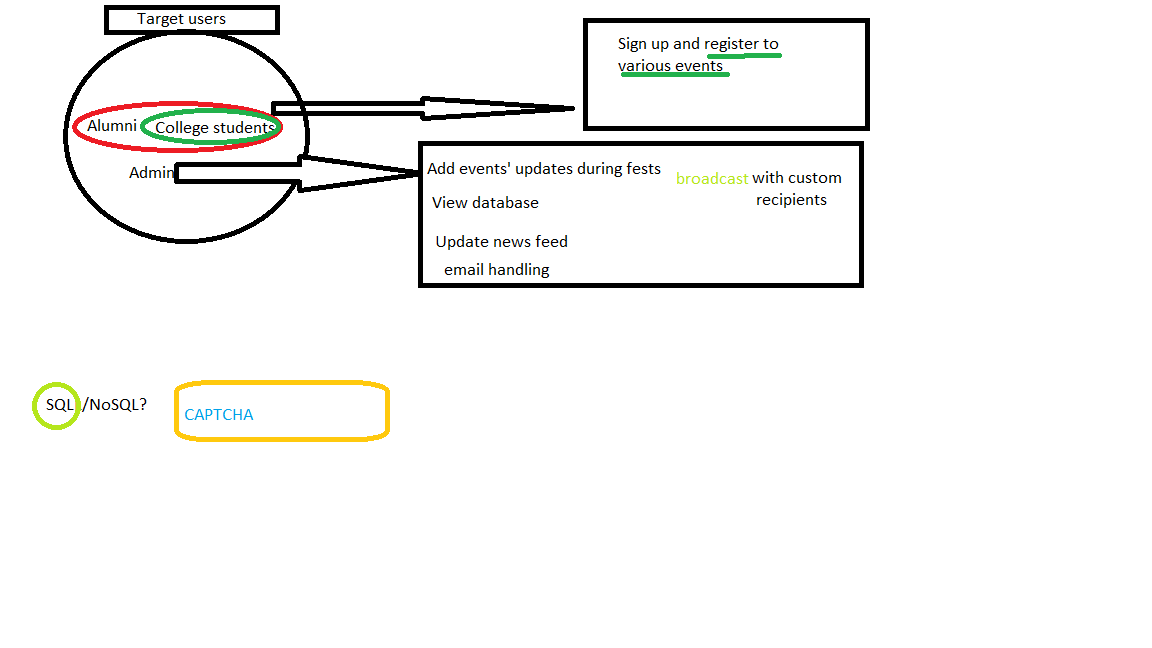 Target users
Sign up and register to
various events
Alumni
College students
Admin
Add events' updates during fests
broadcast with custom
recipients
View database
Update news feed
email handling
SQL/NoSQL?
CAPTCHA